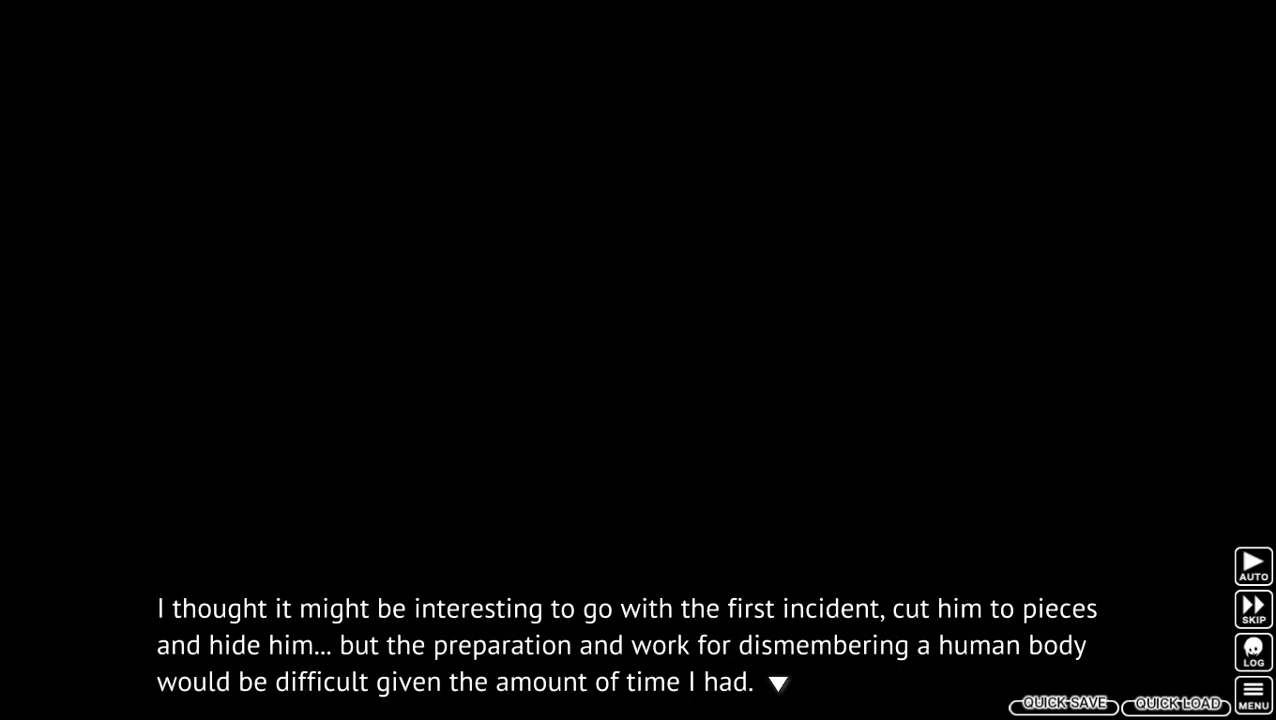 I thought it might be interesting to go with the first incident, cut him to pieces
and hide him... but the preparation and work for dismembering a human body
would be difficult given the amount of time I had.
AUTO
SKIP
LOG
MENU
QUICK SAVE
QUICK LOAD